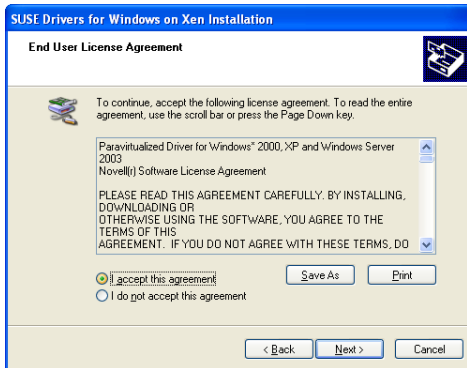 SUSE Drivers for Windows on Xen Installation
End User License Agreement
To continue, accept the following license agreement. To read the entire
agreement, use the scroll bar or press the Page Down key.
Paravirtualized Driver for Windows* 2000, XP and Windows Server
2003
Novell(r) Software License Agreement
PLEASE READ THIS AGREEMENT CAREFULLY. BY INSTALLING,
DOWNLOADING OR
OTHERWISE USING THE SOFTWARE, YOU AGREE TO THE
TERMS OF THIS
AGREEMENT. IF YOU DO NOT AGREE WITH THESE TERMS, DO
I accept this agreement
Save As
Print
I do not accept this agreement
< Back
Next >
Cancel